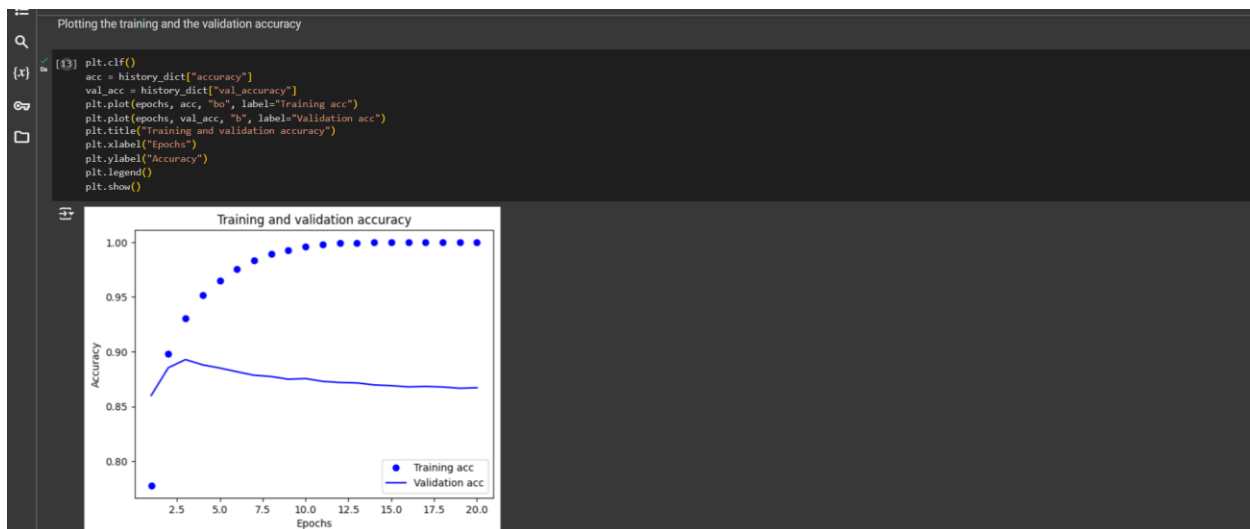 Plotting the training and the validation accuracy
{x}
[13] plt.clf()
acc = history_dict["accuracy"]
val_acc = history_dict["val_accuracy"]
plt.plot(epochs, acc, "bo", label="Training acc")
plt.plot(epochs, val_acc, "b", label="Validation acc")
plt.title("Training and validation accuracy")
plt.xlabel("Epochs")
plt.ylabel("Accuracy")
plt.legend()
plt.show()
Training and validation accuracy
1.00
0.95
0.90
0.85
0.80
Accuracy
Training acc
Validation acc
2.5 5.0 7.5 10.0 12.5 15.0 17.5 20.0
Epochs